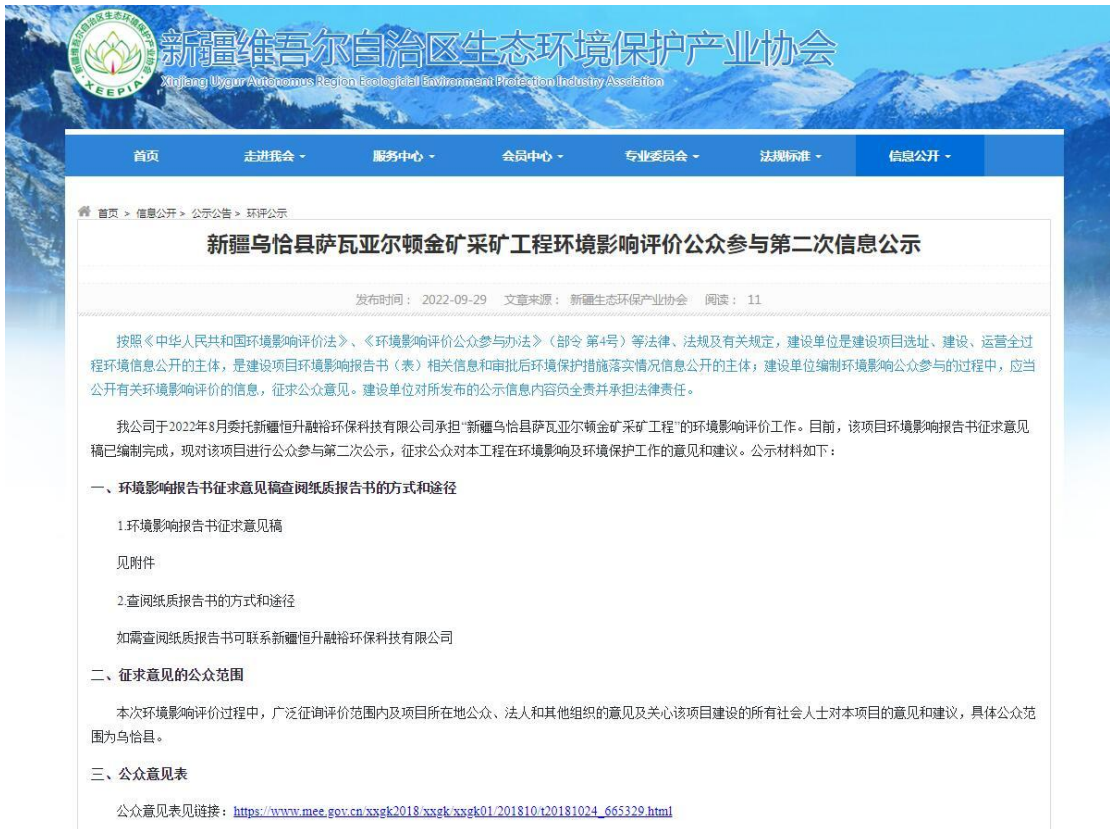 新疆维吾尔自治区生态环境保护产业协会
Xinjiang Uygur Autonomous Region Ecologicial Environment Protection Industry Assciation
XEEPIA
首页 走进我会 服务中心 会员中心 专业委员会 法规标准 信息公开
首页 > 信息公开 > 公示公告 > 环评公示
新疆乌恰县萨瓦亚尔顿金矿采矿工程环境影响评价公众参与第二次信息公示
发布时间： 2022-09-29 文章来源： 新疆生态环保产业协会 阅读： 11
按照《中华人民共和国环境影响评价法》、《环境影响评价公众参与办法》（部令 第4号）等法律、法规及有关规定，建设单位是建设项目选址、建设、运营全过
程环境信息公开的主体，是建设项目环境影响报告书（表）相关信息和审批后环境保护措施落实情况信息公开的主体；建设单位编制环境影响公众参与的过程中，应当
公开有关环境影响评价的信息，征求公众意见。建设单位对所发布的公示信息内容负全责并承担法律责任。
我公司于2022年8月委托新疆恒升融裕环保科技有限公司承担“新疆乌恰县萨瓦亚尔顿金矿采矿工程”的环境影响评价工作。目前，该项目环境影响报告书征求意见
稿已编制完成，现对该项目进行公众参与第二次公示，征求公众对本工程在环境影响及环境保护工作的意见和建议。公示材料如下：
一、环境影响报告书征求意见稿查阅纸质报告书的方式和途径
1.环境影响报告书征求意见稿
见附件
2.查阅纸质报告书的方式和途径
如需查阅纸质报告书可联系新疆恒升融裕环保科技有限公司
二、征求意见的公众范围
本次环境影响评价过程中，广泛征询评价范围内及项目所在地公众、法人和其他组织的意见及关心该项目建设的所有社会人士对本项目的意见和建议，具体公众范
围为乌恰县。
三、公众意见表
公众意见表见链接：https://www.mee.gov.cn/xxgk2018/xxgk/xxgk01/201810/t20181024_665329.html